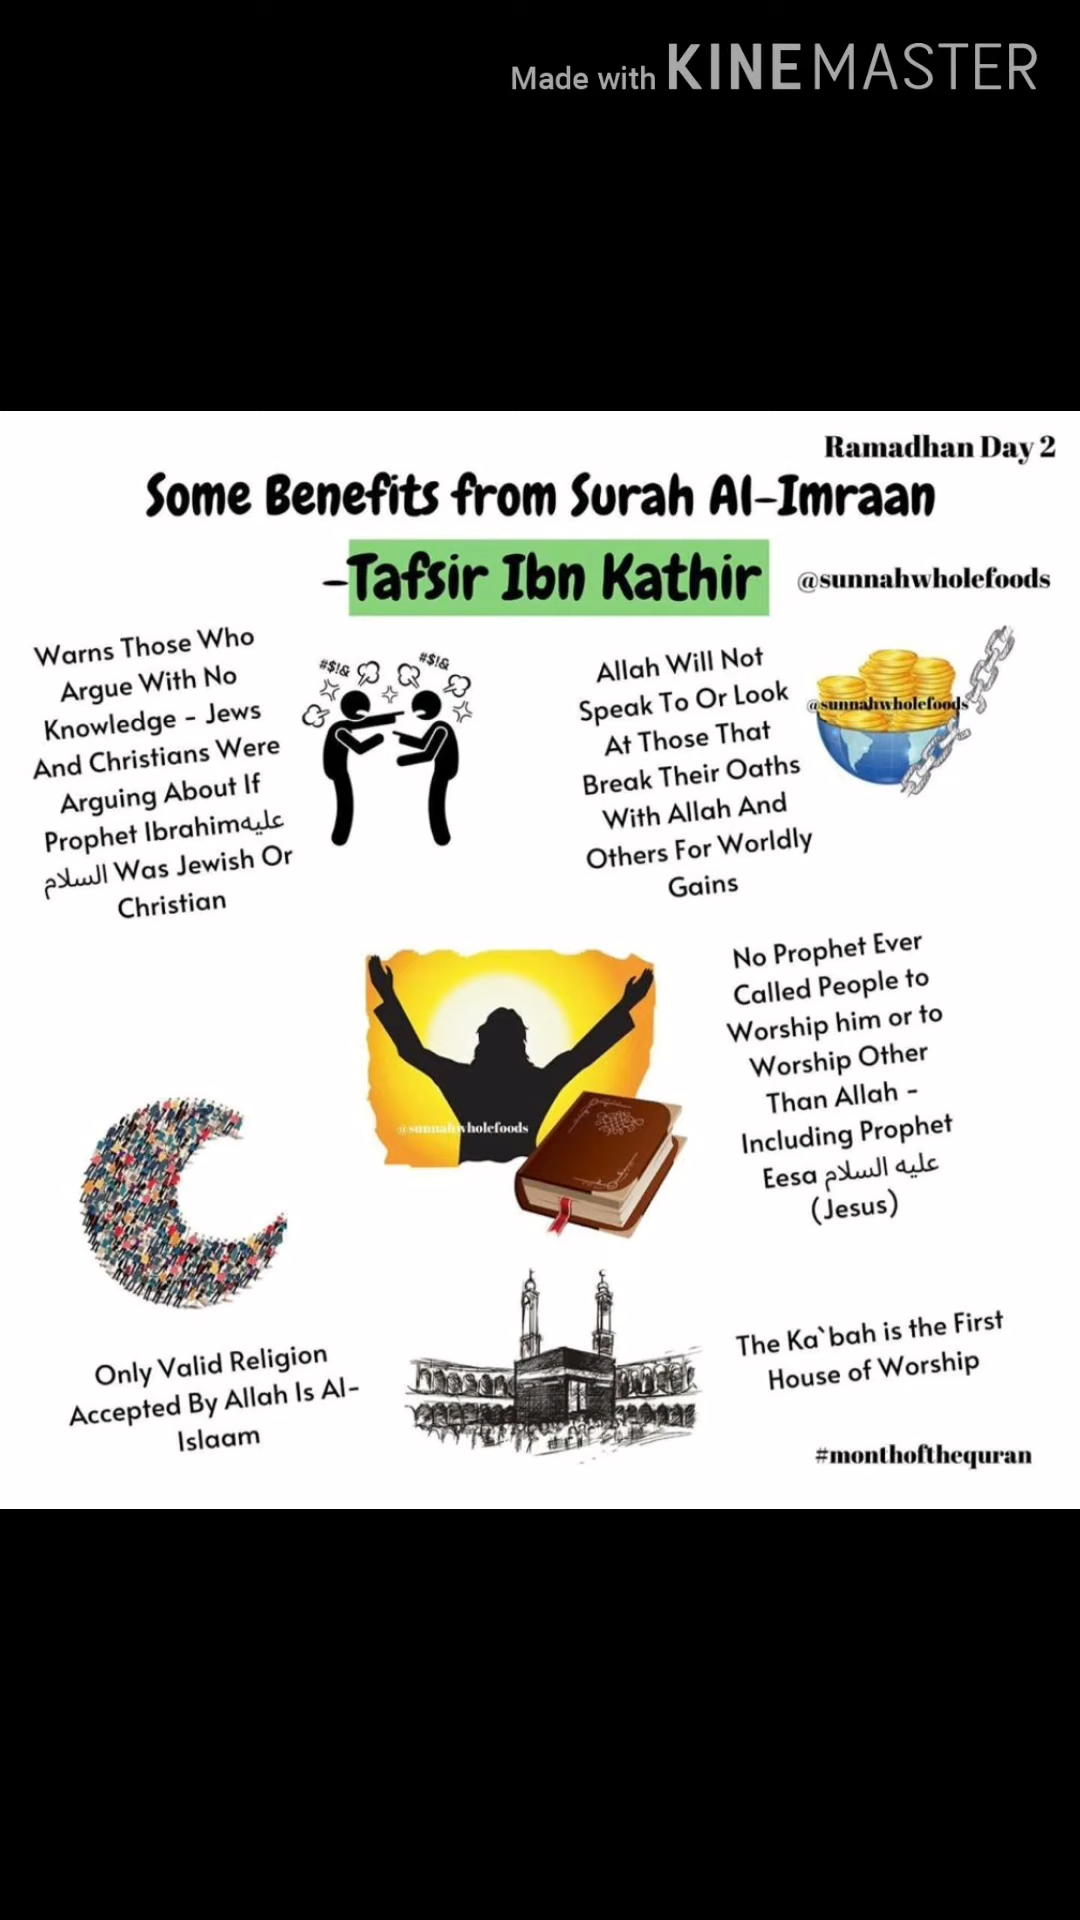 Made with KINEMASTER
Ramadhan Day 2
Some Benefits from Surah Al-Imraan
-Tafsir Ibn Kathir
@sunnahwholefoods
Warns Those Who
Argue With No
Knowledge - Jews
And Christians Were
Arguing About If
Prophet Ibrahimعليه
السلام Was Jewish Or
Christian
#$!&
#$!&
Allah Will Not
Speak To Or Look
At Those That
Break Their Oaths
With Allah And
Others For Worldly
Gains
@sunnahwholefoods
No Prophet Ever
Called People to
Worship him or to
Worship Other
Than Allah -
Including Prophet
Eesa عليه السلام
(Jesus)
@sunnahwholefoods
Only Valid Religion
Accepted By Allah Is Al-
Islaam
The Ka`bah is the First
House of Worship
#monthofthequran